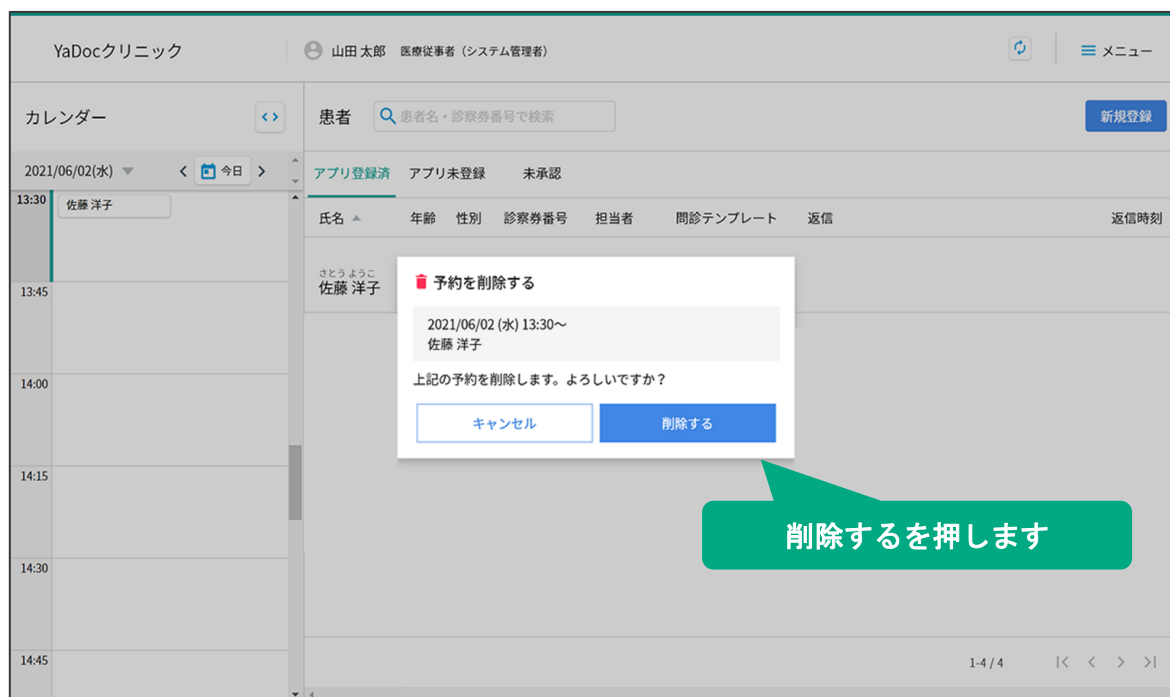 YaDocクリニック
山田 太郎 医療従事者（システム管理者）
メニュー
カレンダー
患者
患者名・診察券番号で検索
新規登録
2021/06/02(水)
今日
アプリ登録済 アプリ未登録 未承認
氏名 年齢 性別 診察券番号 担当者 問診テンプレート 返信 返信時刻
13:30
佐藤 洋子
13:45
14:00
14:15
14:30
14:45
さとう ようこ
佐藤 洋子
予約を削除する
2021/06/02 (水) 13:30～
佐藤 洋子
上記の予約を削除します。よろしいですか？
キャンセル
削除する
削除するを押します
1-4 / 4